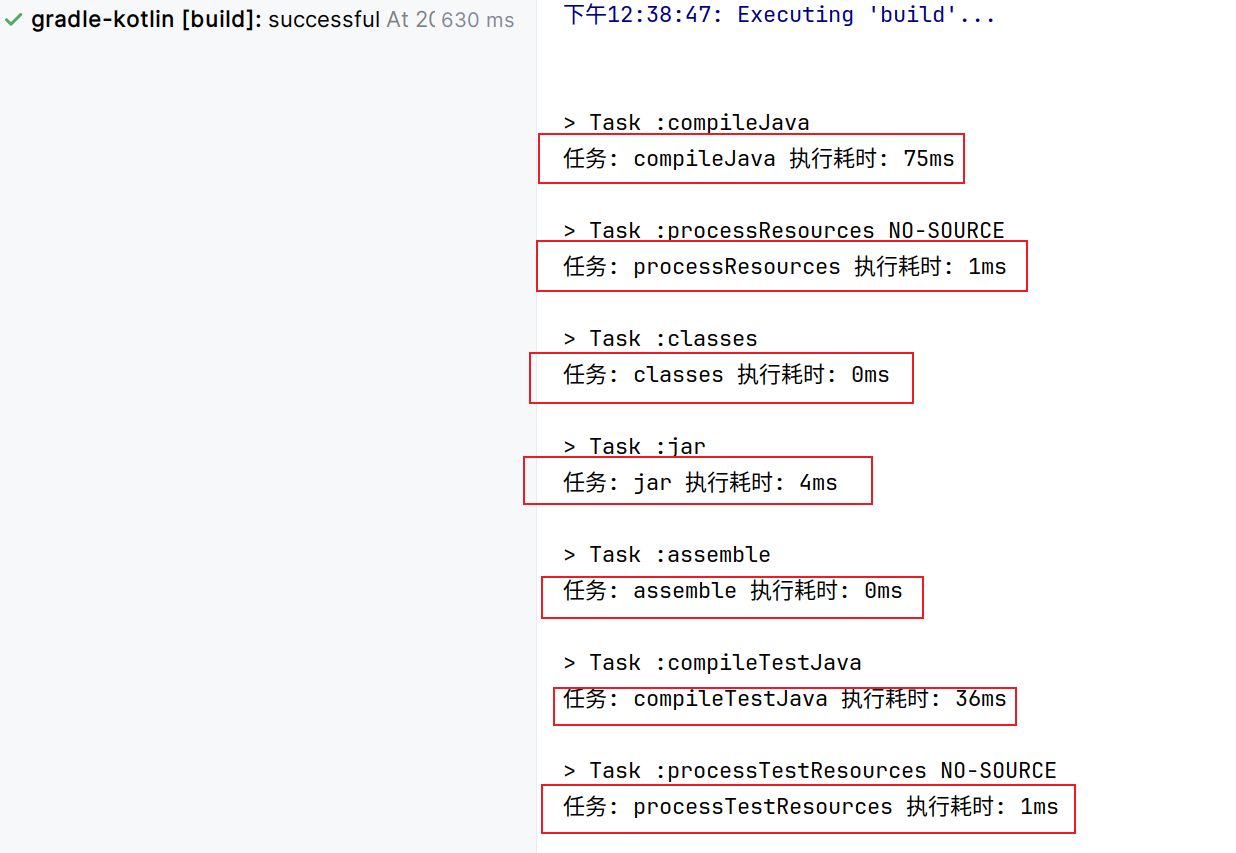 gradle-kotlin [build]: successful At 20 630 ms
下午12:38:47: Executing 'build'...
> Task :compileJava
任务: compileJava 执行耗时: 75ms
> Task :processResources NO-SOURCE
任务: processResources 执行耗时: 1ms
> Task :classes
任务: classes 执行耗时: 0ms
> Task :jar
任务: jar 执行耗时: 4ms
> Task :assemble
任务: assemble 执行耗时: 0ms
> Task :compileTestJava
任务: compileTestJava 执行耗时: 36ms
> Task :processTestResources NO-SOURCE
任务: processTestResources 执行耗时: 1ms